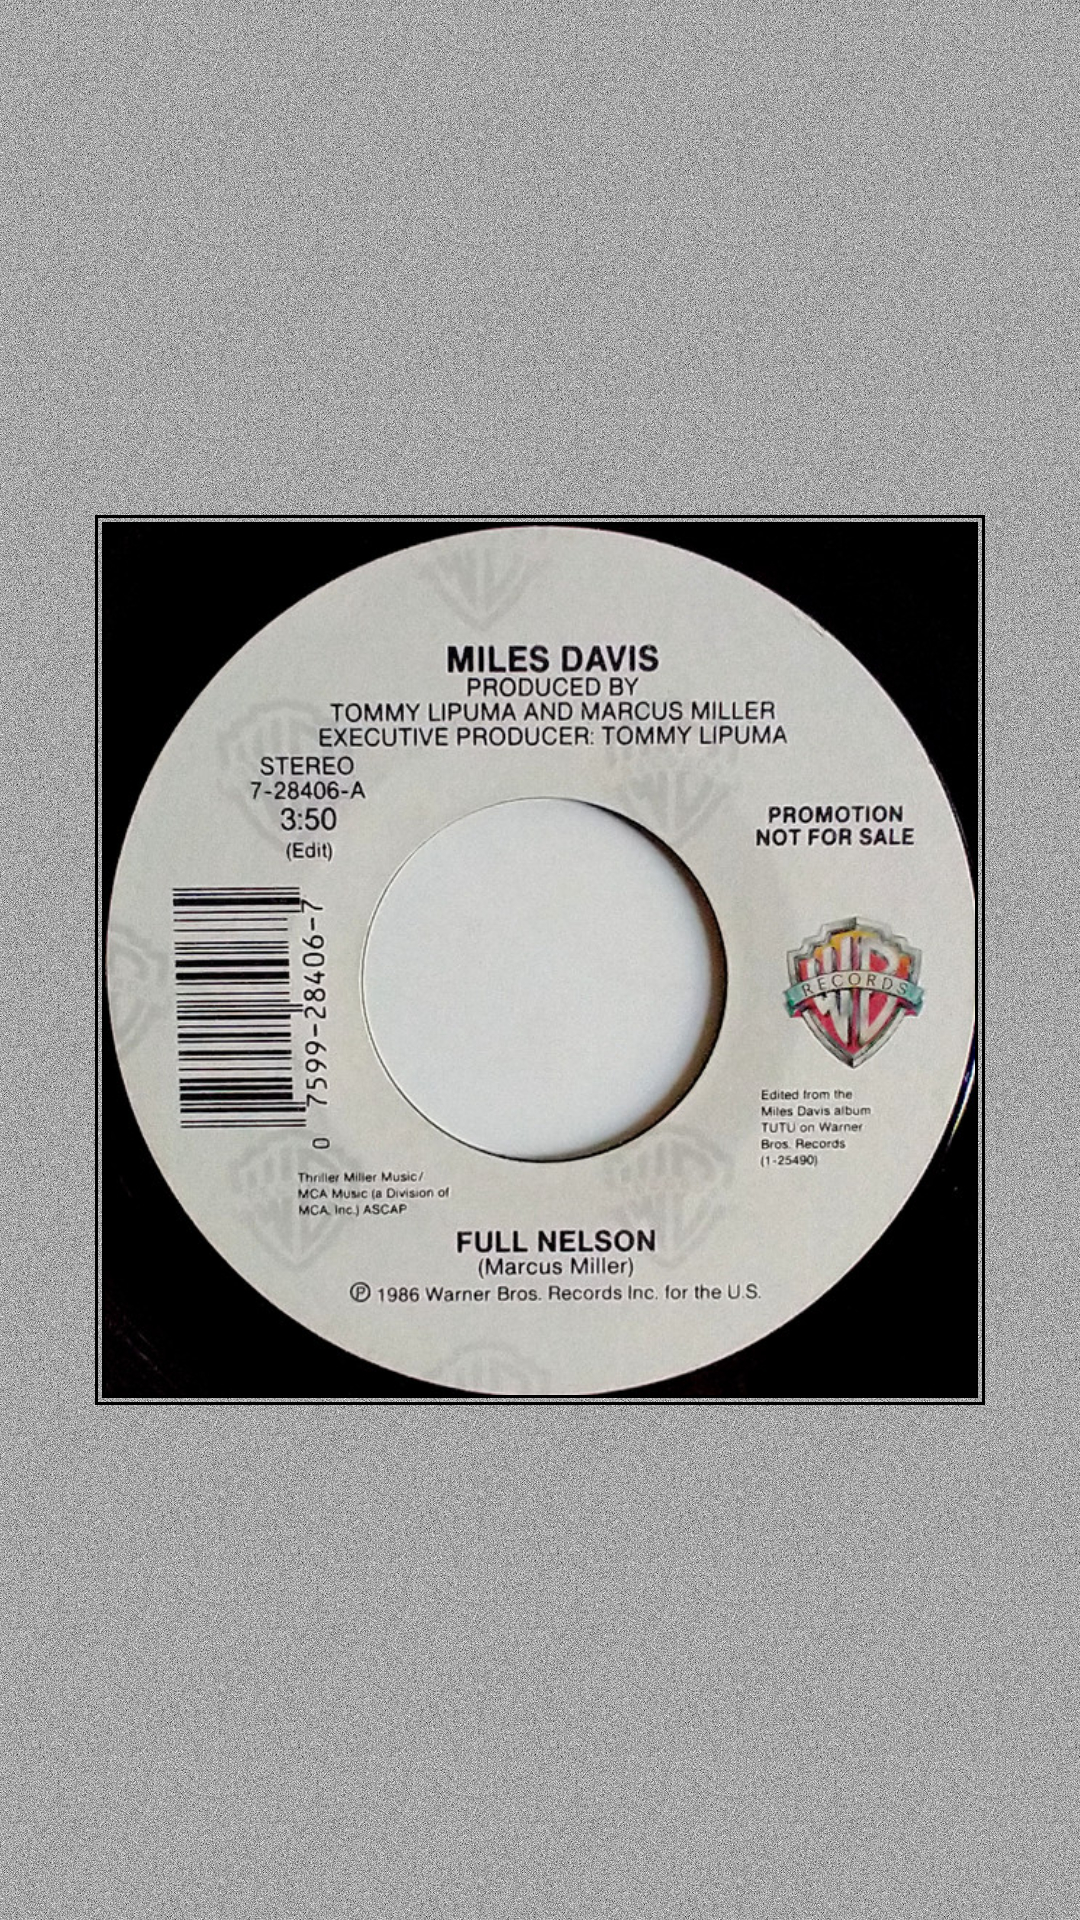 MILES DAVIS
PRODUCED BY
TOMMY LIPUMA AND MARCUS MILLER
EXECUTIVE PRODUCER: TOMMY LIPUMA
STEREO
7-28406-A
3:50
(Edit)
PROMOTION
NOT FOR SALE
0 7599-28406-7
WB
RECORDS
Edited from the
Miles Davis album
TUTU on Warner
Bros. Records
(1-25490)
Thriller Miller Music/
MCA Music (a Division of
MCA, Inc.) ASCAP
FULL NELSON
(Marcus Miller)
℗ 1986 Warner Bros. Records Inc. for the U.S.